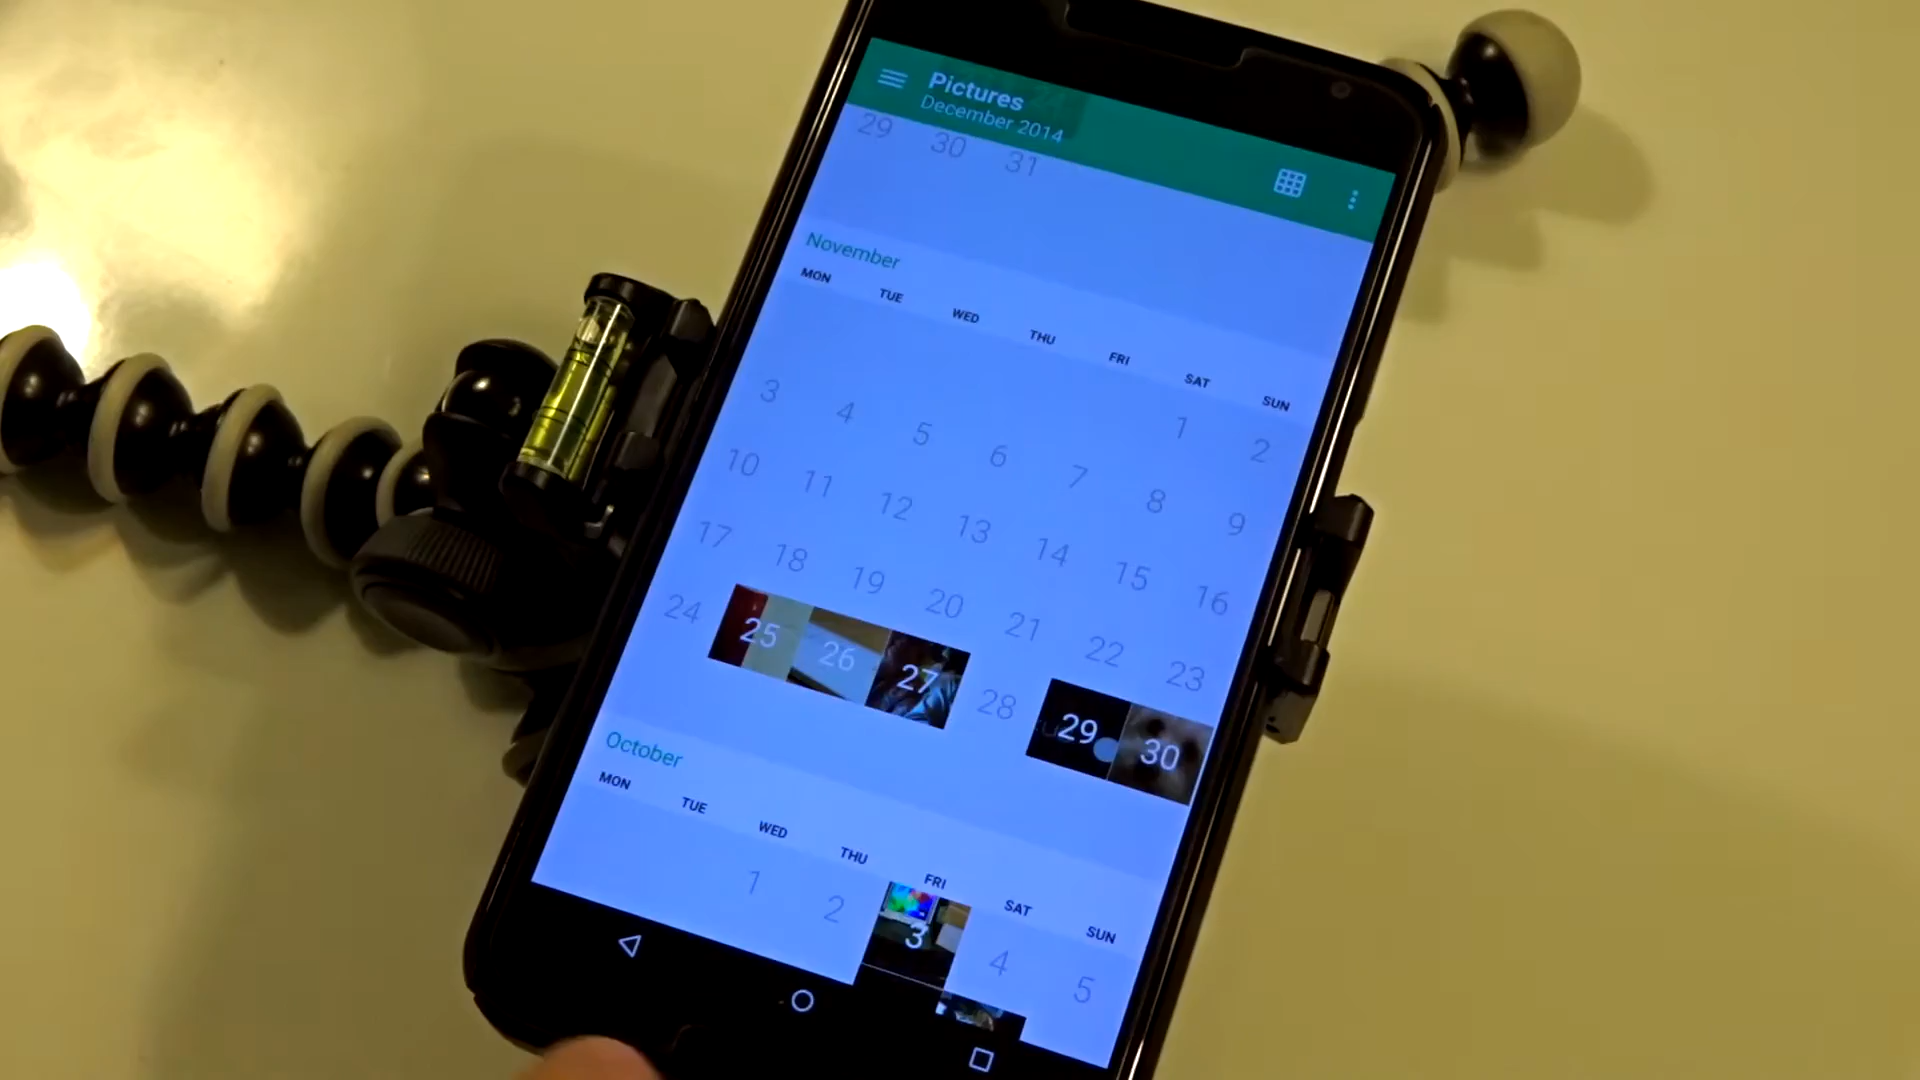 Pictures
December 2014
29 30 31
November
MON TUE WED THU FRI SAT SUN
1 2
3 4 5 6 7 8 9
10 11 12 13 14 15 16
17 18 19 20 21 22 23
24 25 26 27 28 29 30
October
MON TUE WED THU FRI SAT SUN
1 2 3 4 5